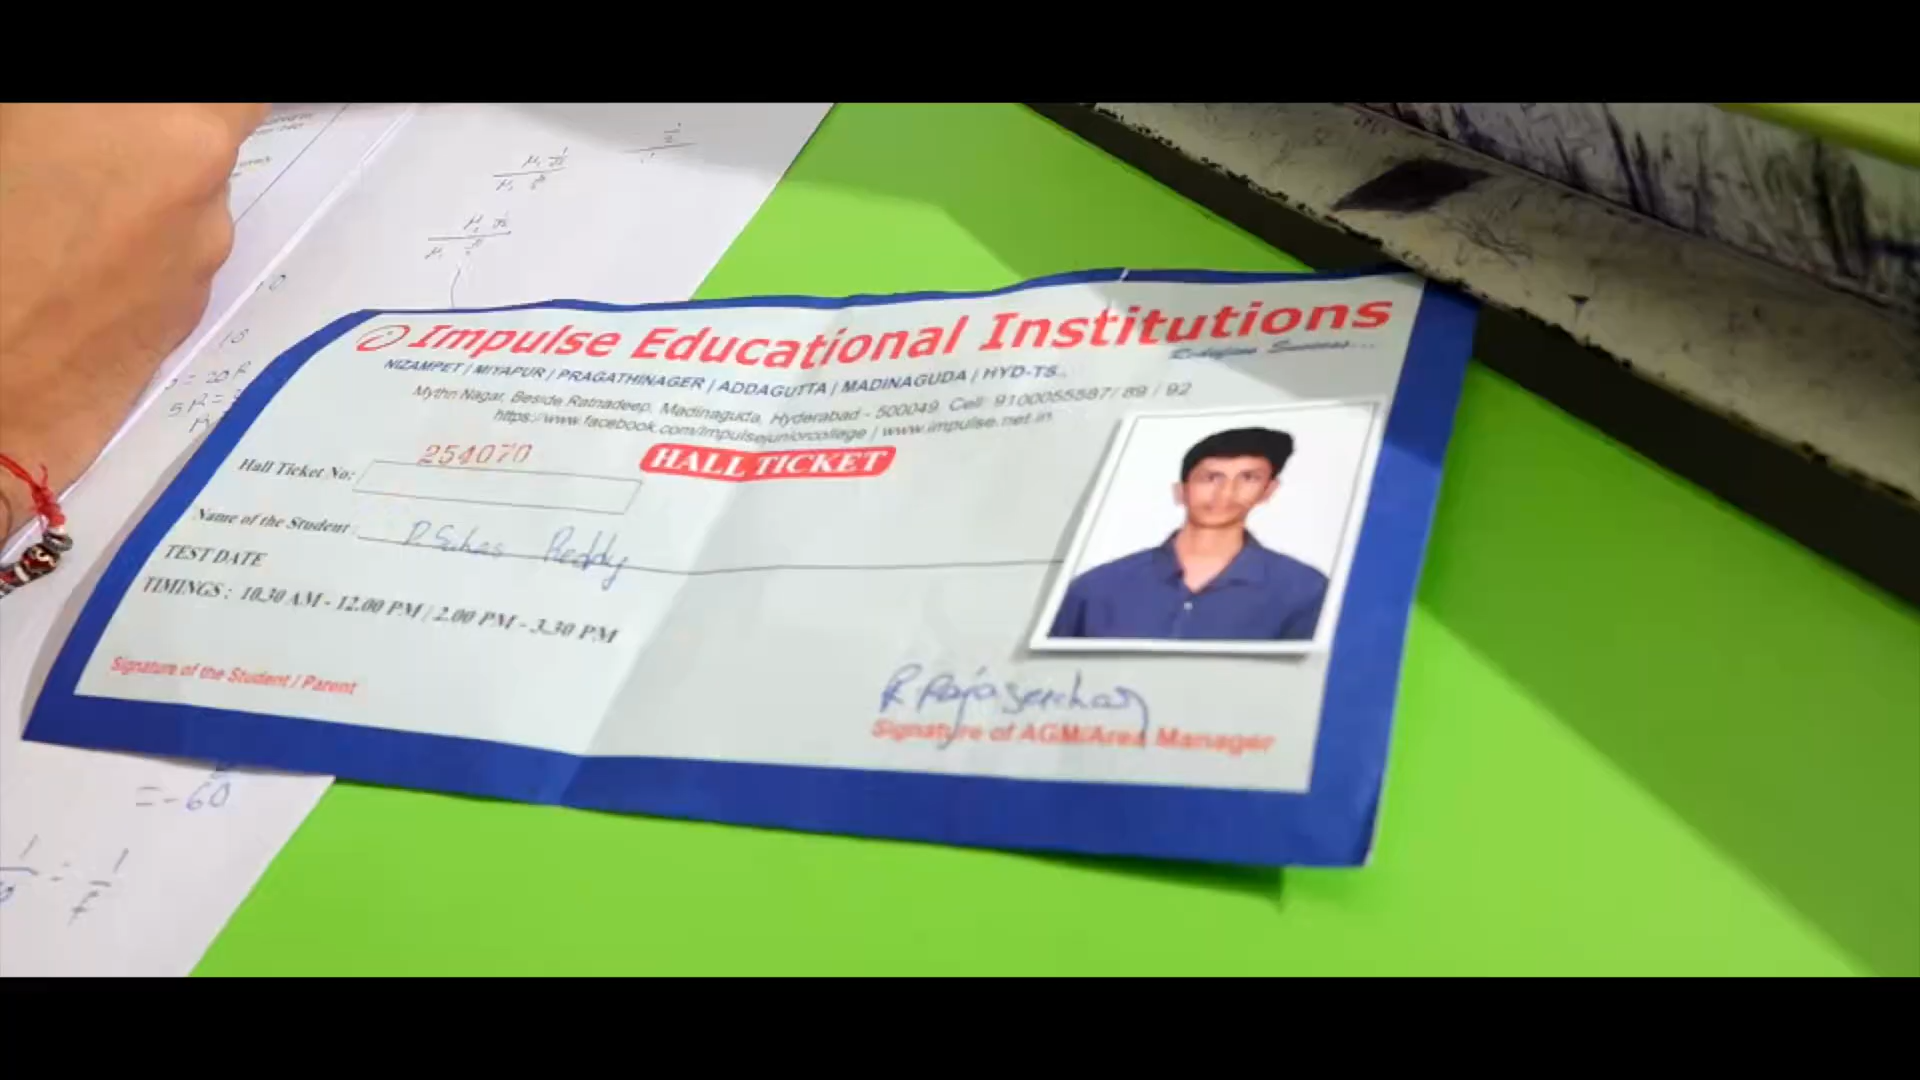 Impulse Educational Institutions
NIZAMPET / MIYAPUR / PRAGATHINAGER / ADDAGUTTA / MADINAGUDA / HYD-TS.
Mythri Nagar, Beside Ratnadeep, Madinaguda, Hyderabad - 500049. Cell: 9100055587/ 89 / 92
https://www.facebook.com/impulsejuniorcollege | www.impulse.net.in
254070
HALL TICKET
Hall Ticket No:
Name of the Student : Reddy
TEST DATE
TIMINGS : 10.30 AM - 12.00 PM / 2.00 PM - 3.30 PM
Signature of the Student / Parent
Signature of AGM/Area Manager
= - 60